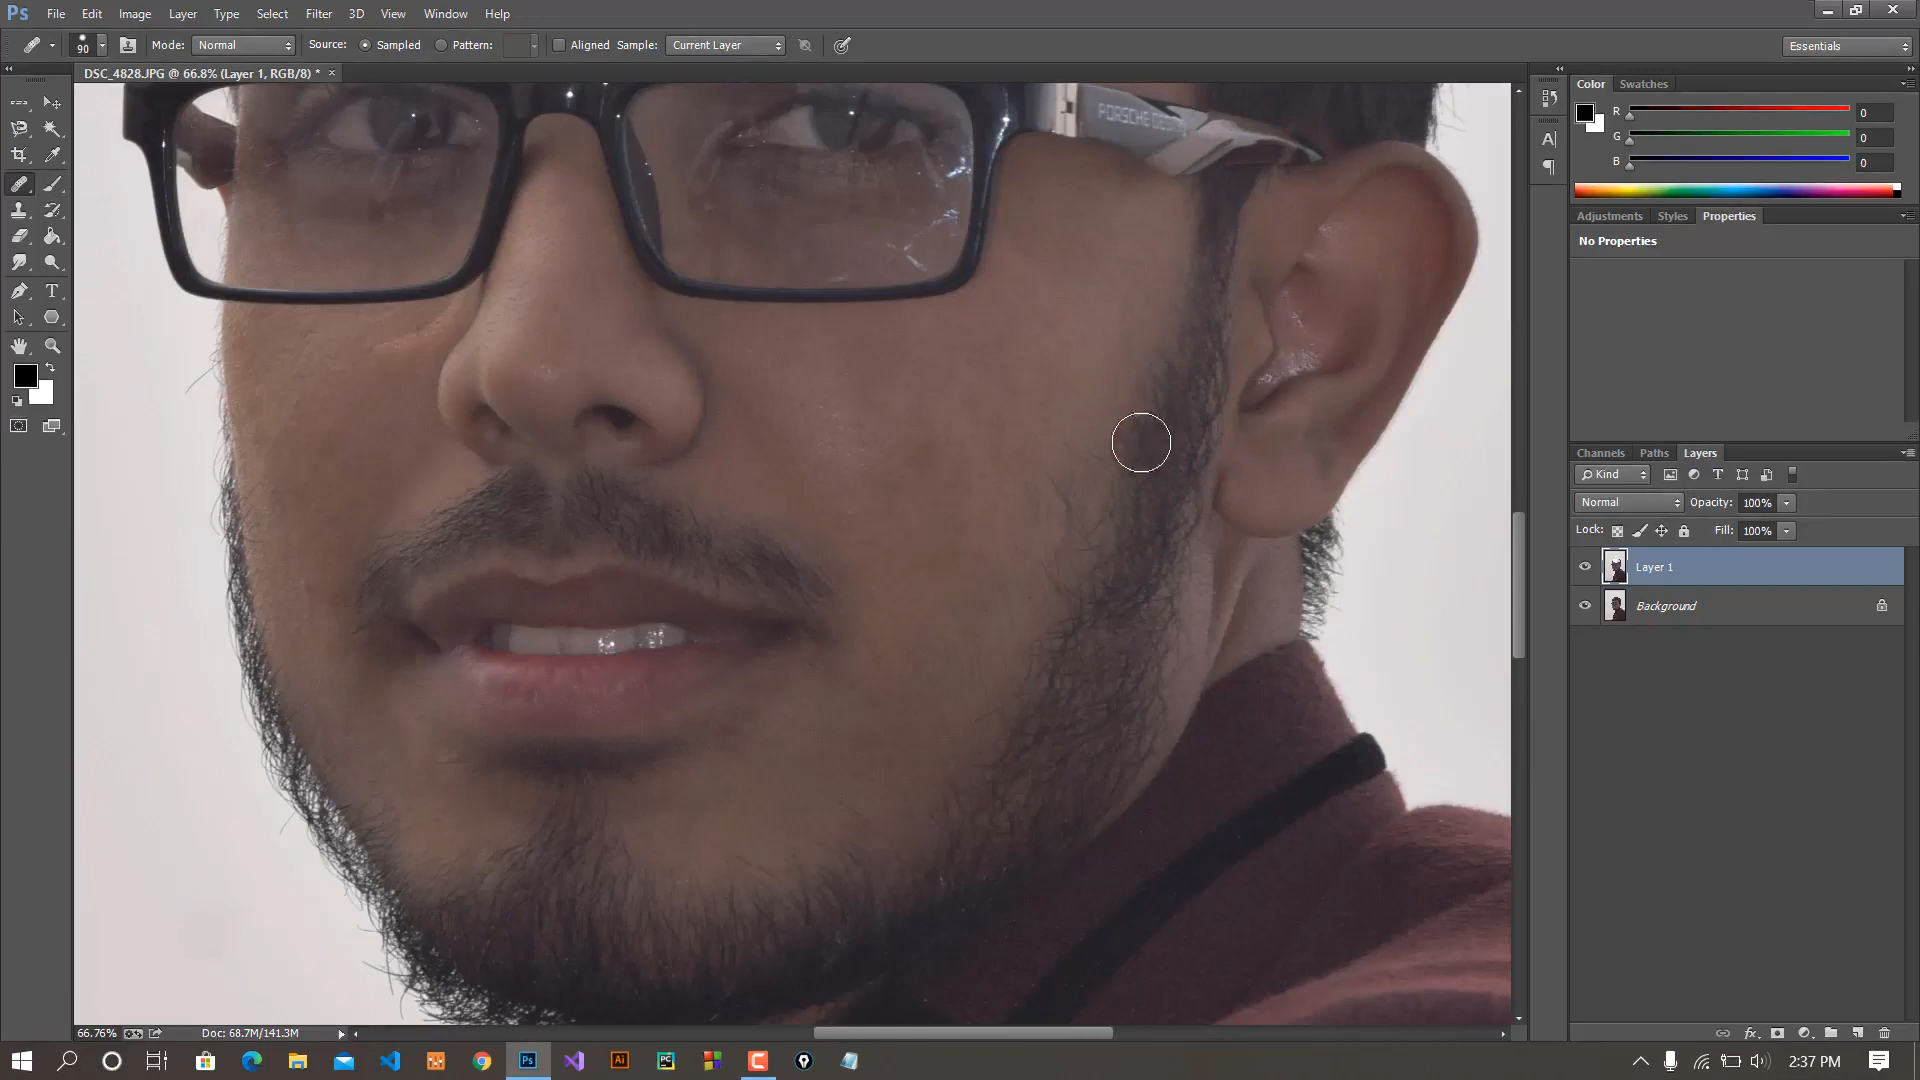 Ps File Edit Image Layer Type Select Filter 3D View Window Help
90 Mode: Normal Source: Sampled Pattern: Aligned Sample: Current Layer Essentials
DSC_4828.JPG @ 66.8% (Layer 1, RGB/8) * ×
Color Swatches
R 0
G 0
B 0
PORSCHE DESIGN
Adjustments Styles Properties
No Properties
Channels Paths Layers
Kind
Normal Opacity: 100%
Lock: Fill: 100%
Layer 1
Background
66.76% Doc: 68.7M/141.3M
2:37 PM